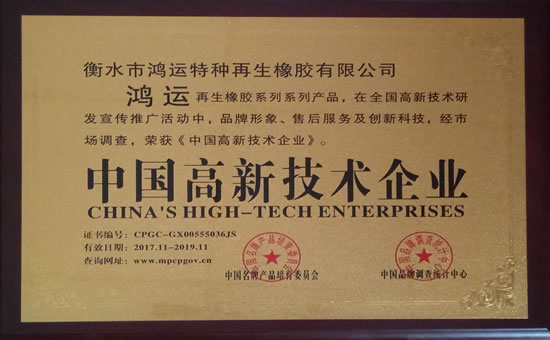 衡水市鸿运特种再生橡胶有限公司
鸿运 再生橡胶系列系列产品，在全国高新技术研
发宣传推广活动中，品牌形象、售后服务及创新科技，经市
场调查，荣获《中国高新技术企业》。
中国高新技术企业
CHINA'S HIGH-TECH ENTERPRISES
证书编号：CPGC-GX00555036JS
有效日期：2017.11-2019.11
查询网址：www.mpcpgov.cn
中国名牌产品培育委员会
中国品牌调查统计中心